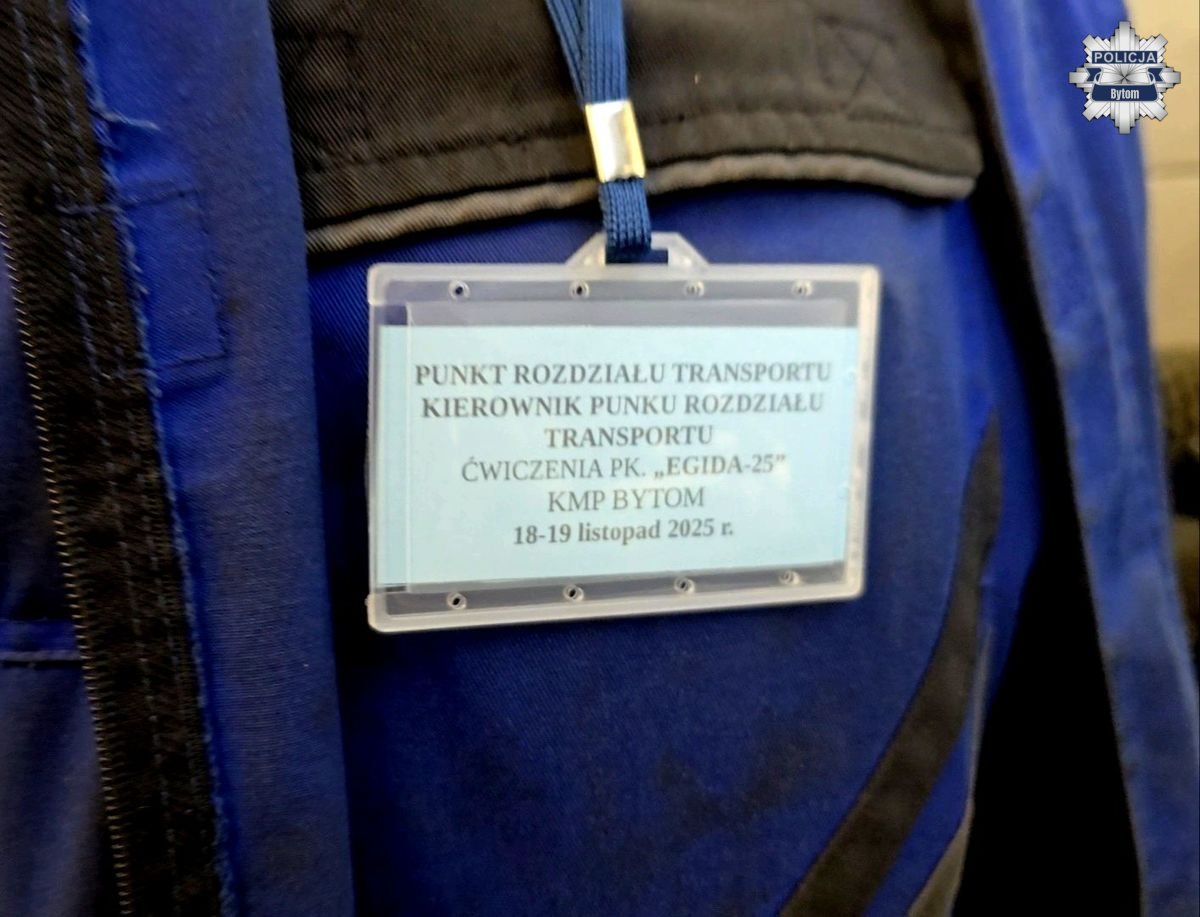 POLICJA
Bytom
PUNKT ROZDZIAŁU TRANSPORTU
KIEROWNIK PUNKU ROZDZIAŁU
TRANSPORTU
ĆWICZENIA PK. „EGIDA-25”
KMP BYTOM
18-19 listopad 2025 r.